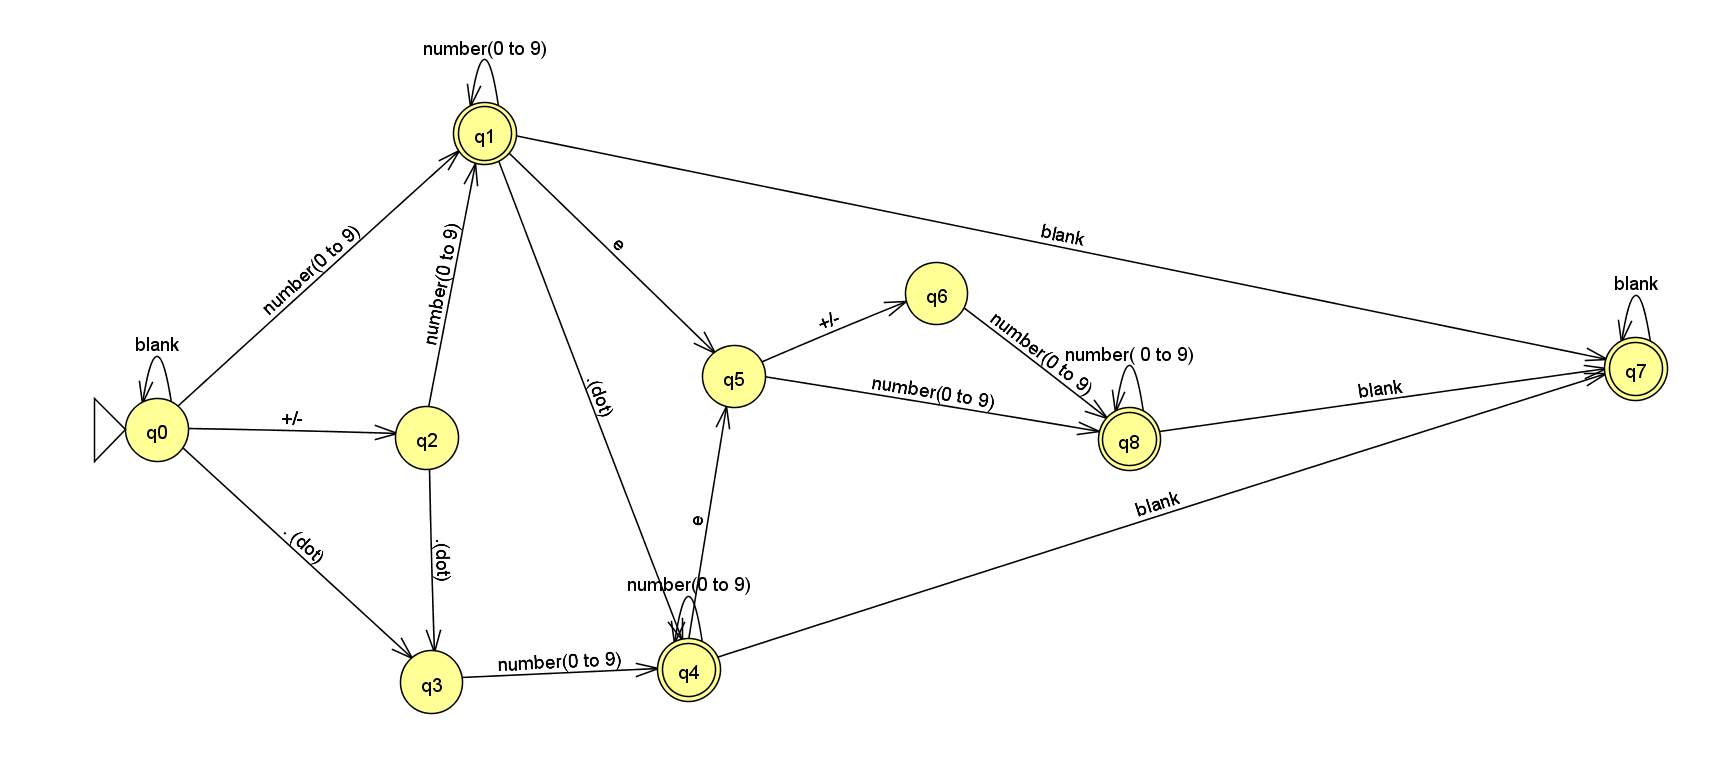 number(0 to 9)
q1
number(0 to 9)
number(0 to 9)
e
blank
.(dot)
blank
q0
+/-
q2
. (dot)
.(dot)
q3
number(0 to 9)
number(0 to 9)
q4
e
q5
+/-
q6
number(0 to 9)
number(0 to 9)
number( 0 to 9)
q8
blank
blank
blank
q7